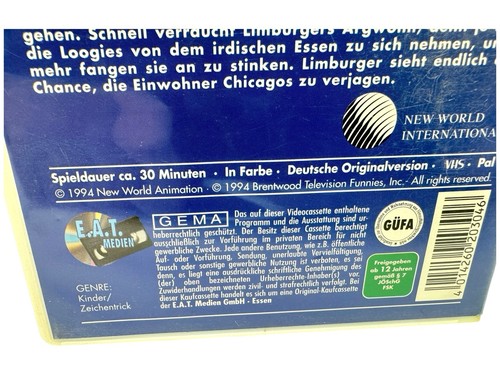 gehen. Schnell verraucht Limburgers
die Loogies von dem irdischen Essen zu sich nehmen,
mehr fangen sie an zu stinken. Limburger sieht endlich
Chance, die Einwohner Chicagos zu verjagen.
NEW WORLD
INTERNATIONA
Spieldauer ca. 30 Minuten · In Farbe · Deutsche Originalversion · VHS · Pal
© 1994 New World Animation · © 1994 Brentwood Television Funnies, Inc. · All rights reserved.
E.A.T.
MEDIEN
GENRE:
Kinder/
Zeichentrick
GEMA Das auf dieser Videocassette enthaltene
Programm und die Ausstattung sind ur-
heberrechtlich geschützt. Der Besitz dieser Cassette berechtigt
ausschließlich zur Vorführung im privaten Bereich für nicht
gewerbliche Zwecke. Jede andere Benutzung, wie z.B. öffentliche
Auf- oder Vorführung, Sendung, unerlaubte Vervielfältigung,
Tausch oder sonstige gewerbliche Nutzung ist verboten, es sei
denn, es liegt eine ausdrückliche schriftliche Genehmigung des
(der) oben bezeichneten Urheberrechtsinhaber(s) vor.
Zuwiderhandlungen werden zivil- und strafrechtlich verfolgt. Bei
dieser Kaufcassette handelt es sich um eine Original-Kaufcassette
der E.A.T. Medien GmbH - Essen
GÜFA
Freigegeben
ab 12 Jahren
gemäß § 7
JÖSchG
FSK
4 014260 203046